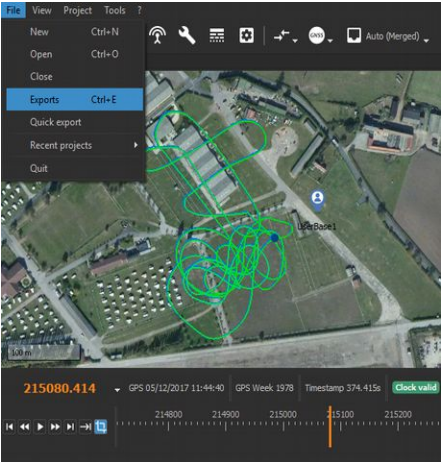 File View Project Tools ?
New Ctrl+N
Open Ctrl+O
Close
Exports Ctrl+E
Quick export
Recent projects
Quit
GNSS
Auto (Merged)
UserBase1
100 m
215080.414 GPS 05/12/2017 11:44:40 GPS Week 1978 Timestamp 374.415s Clock valid
214800 214900 215000 215100 215200